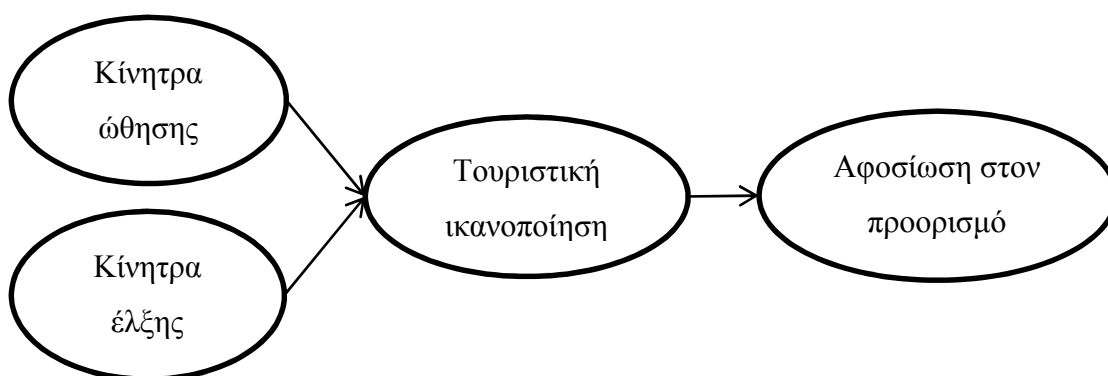 Κίνητρα
ώθησης
Κίνητρα
έλξης
Τουριστική
ικανοποίηση
Αφοσίωση στον
προορισμό